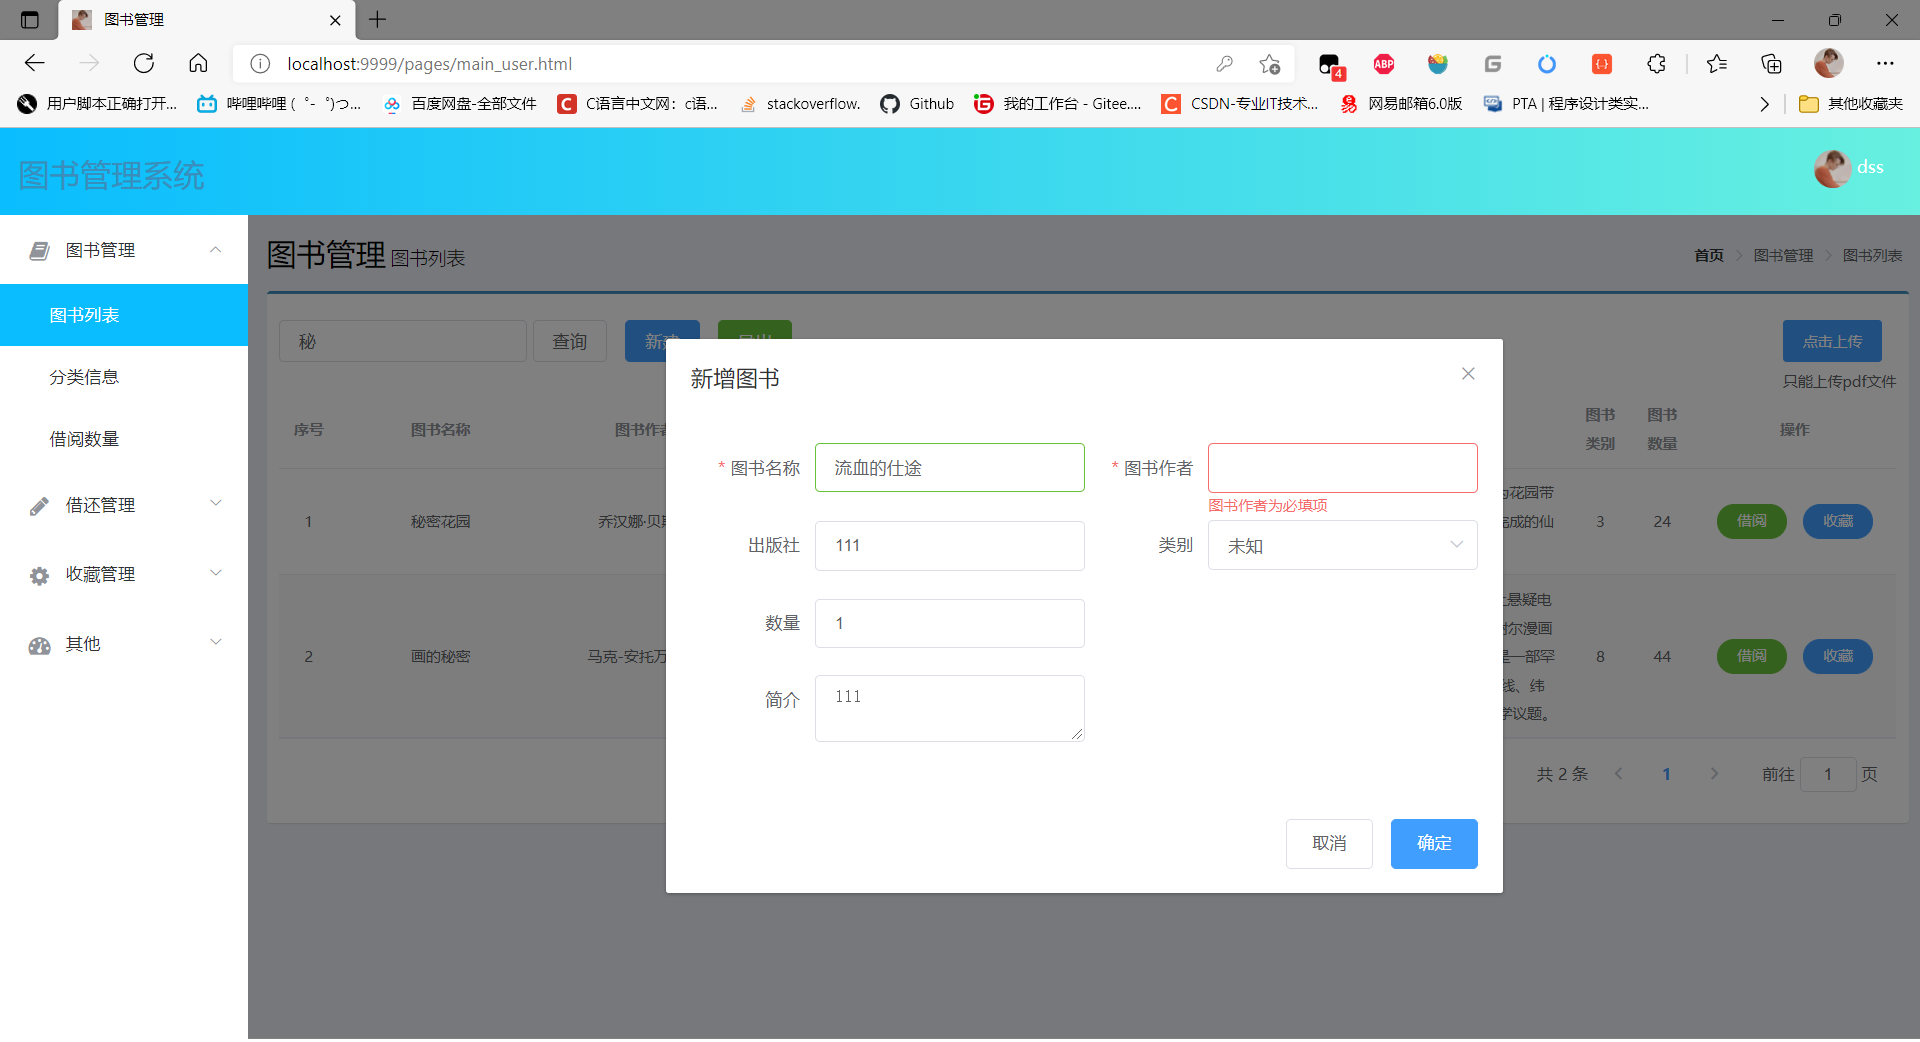 图书管理
localhost:9999/pages/main_user.html
4
ABP
用户脚本正确打开...
哔哩哔哩 (゜-゜)つ...
百度网盘-全部文件
C语言中文网：c语...
stackoverflow.
Github
我的工作台 - Gitee....
CSDN-专业IT技术...
网易邮箱6.0版
PTA | 程序设计类实...
其他收藏夹
图书管理系统
dss
图书管理
图书列表
分类信息
借阅数量
借还管理
收藏管理
其他
图书管理 图书列表
首页 > 图书管理 > 图书列表
秘
查询
点击上传
只能上传pdf文件
序号 图书名称 图书作者 图书类别 图书数量 操作
1 秘密花园 乔汉娜·贝 3 24 借阅 收藏
为花园带
完成的仙
2 画的秘密 马克-安托万 8 44 借阅 收藏
悬疑电
尔漫画
是一部罕
线、纬
学议题。
共 2 条 < 1 > 前往 1 页
新增图书
* 图书名称 流血的仕途
* 图书作者
图书作者为必填项
出版社 111
类别 未知
数量 1
简介 111
取消
确定